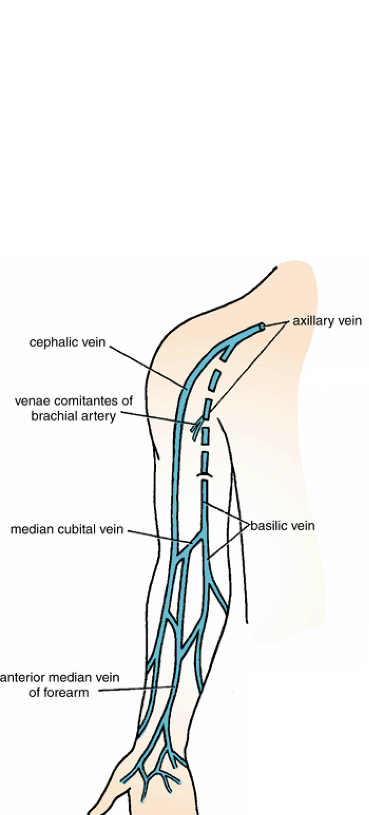 axillary vein
cephalic vein
venae comitantes of
brachial artery
median cubital vein
basilic vein
anterior median vein
of forearm